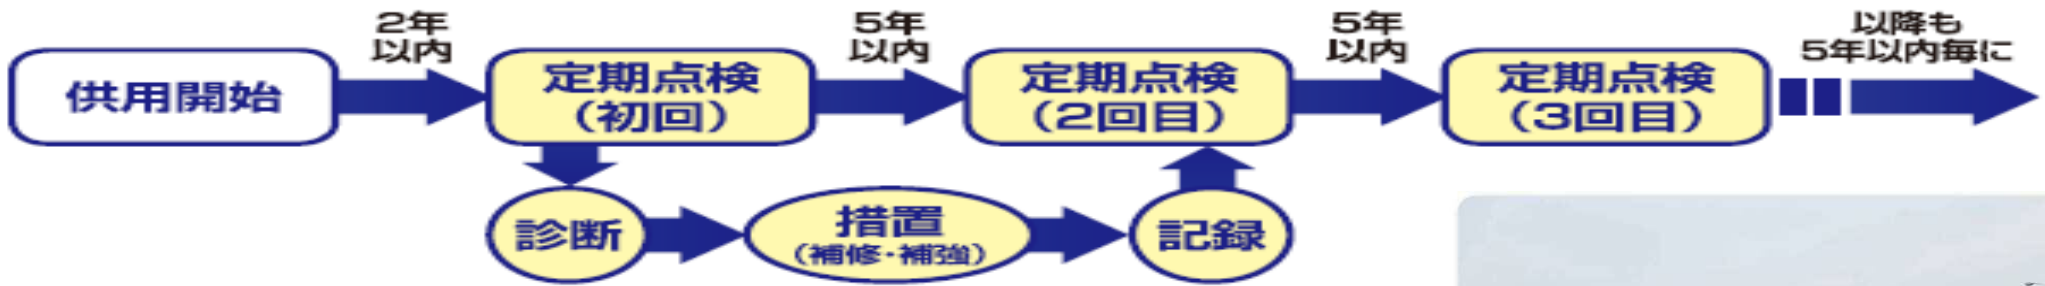 2年
以内
5年
以内
5年
以内
以降も
5年以内毎に
供用開始
定期点検
(初回)
定期点検
(2回目)
定期点検
(3回目)
診断
措置
(補修・補強)
記録